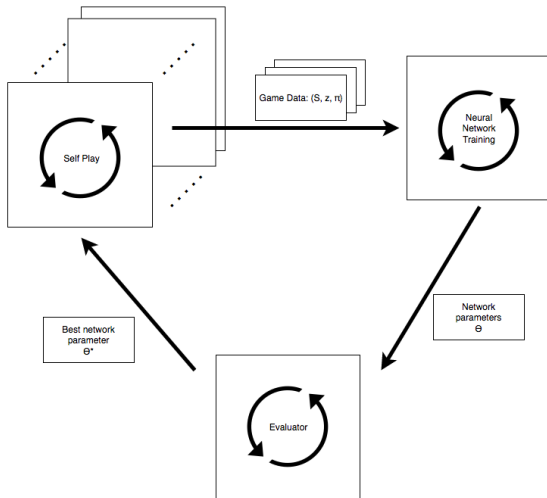 Game Data: (S, z, π)
Self Play
Neural
Network
Training
Best network
parameter
Θ*
Network
parameters
Θ
Evaluator